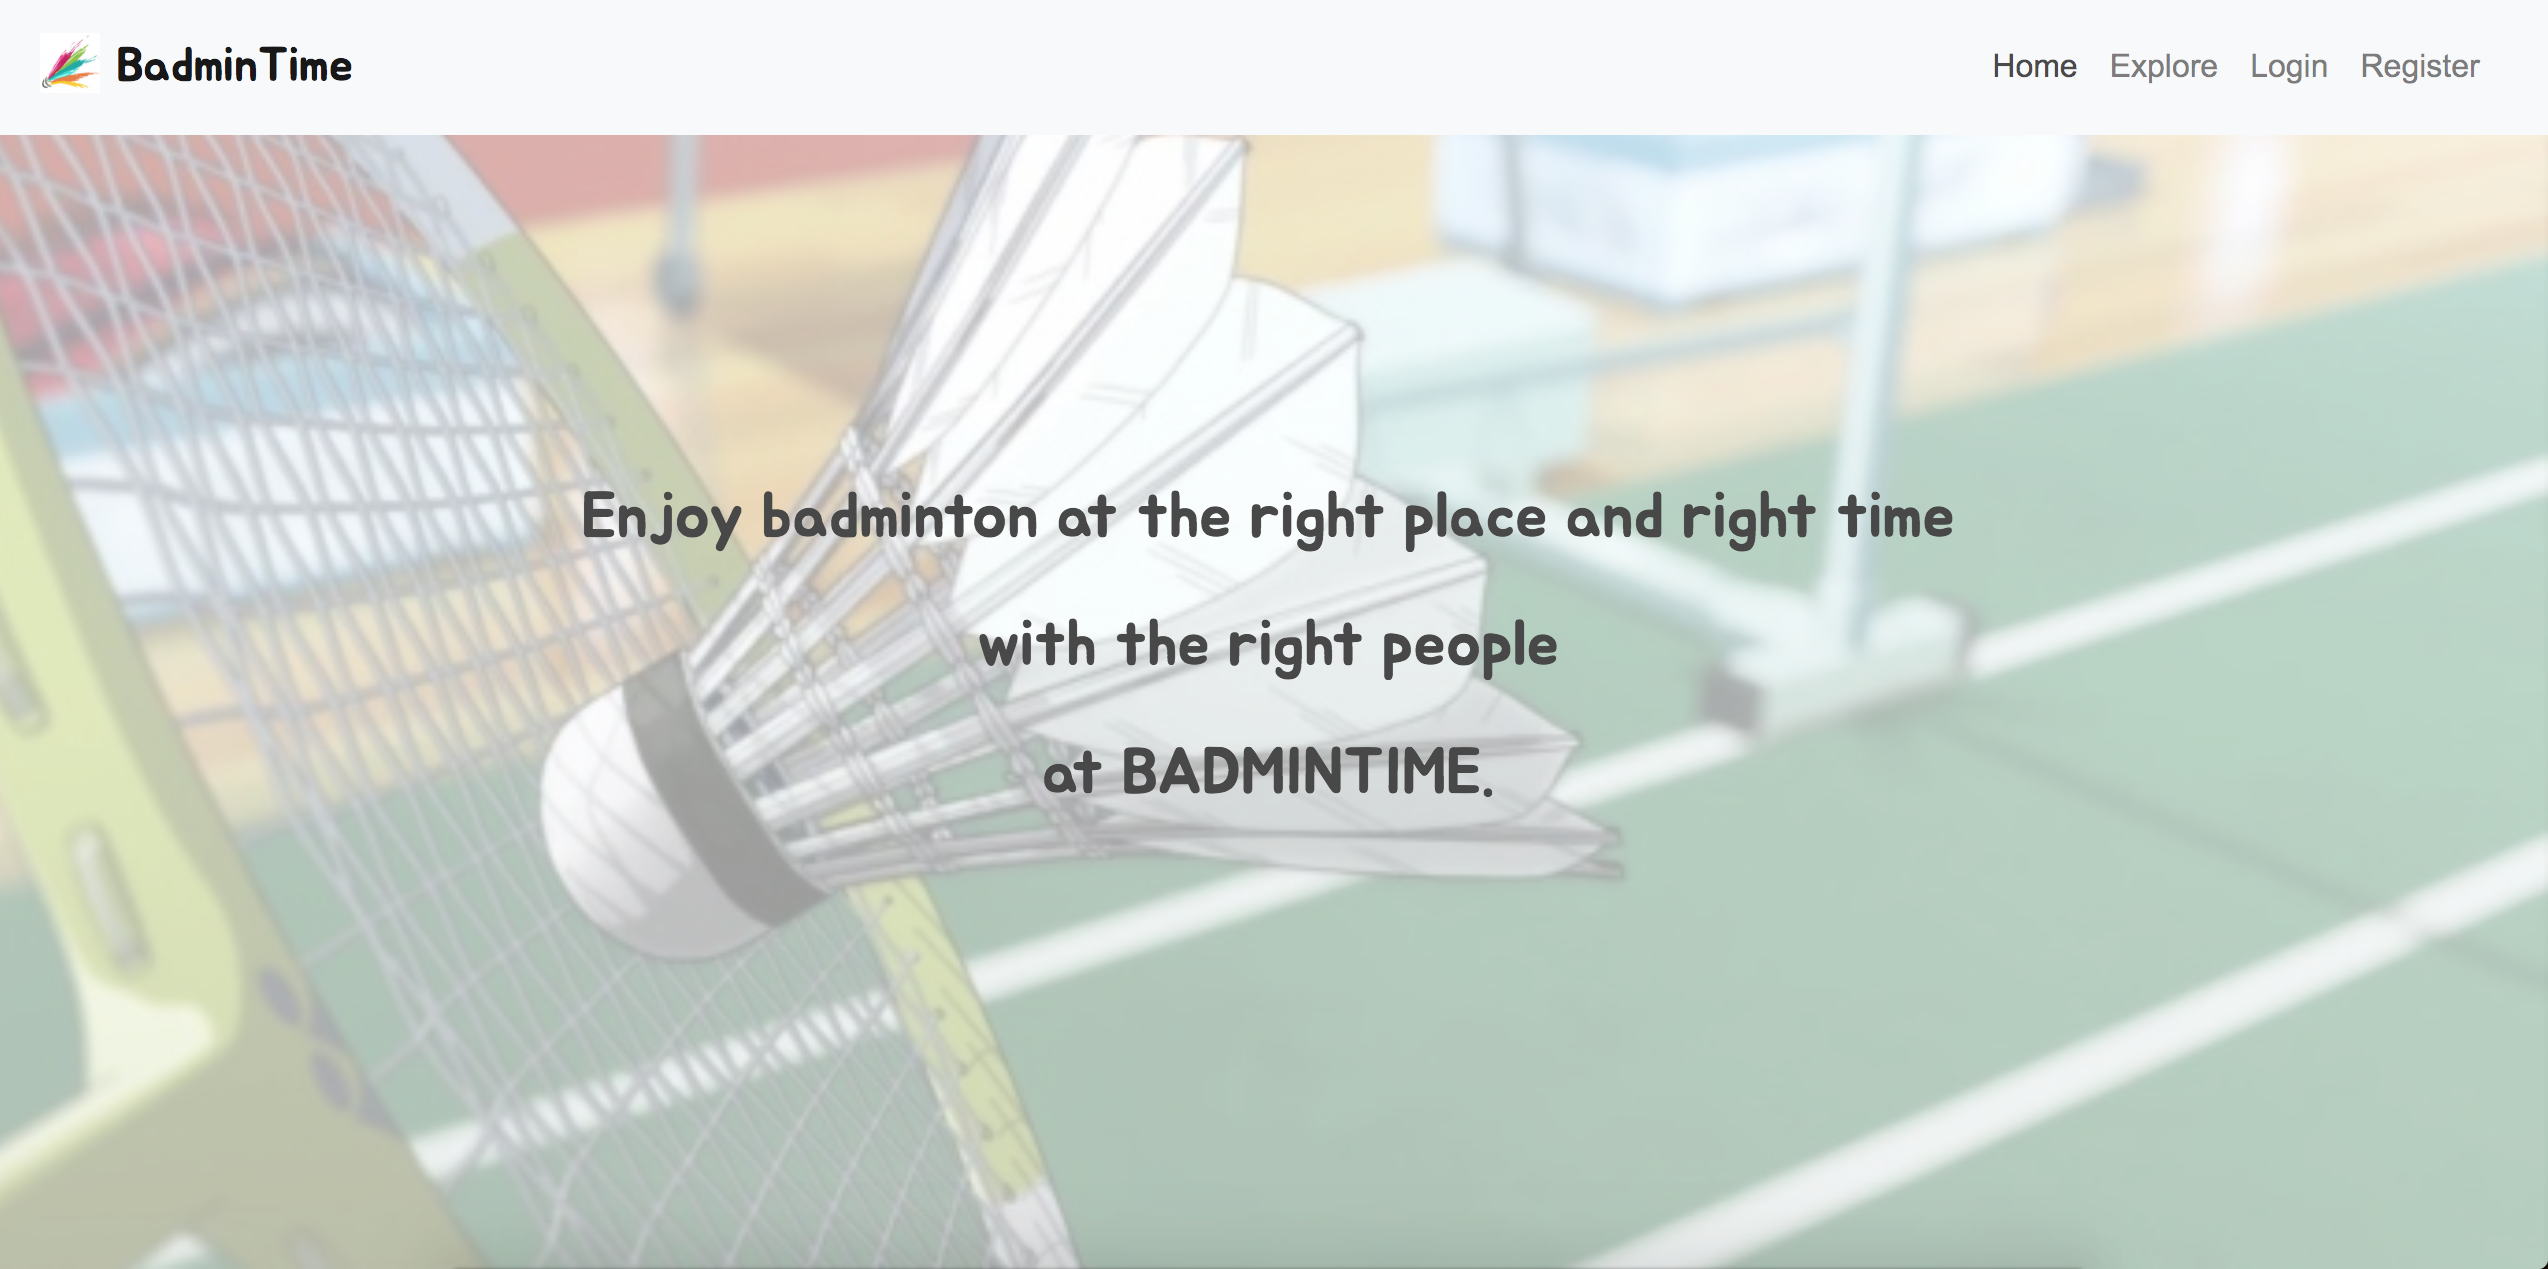 BadminTime
Home Explore Login Register
Enjoy badminton at the right place and right time
with the right people
at BADMINTIME.